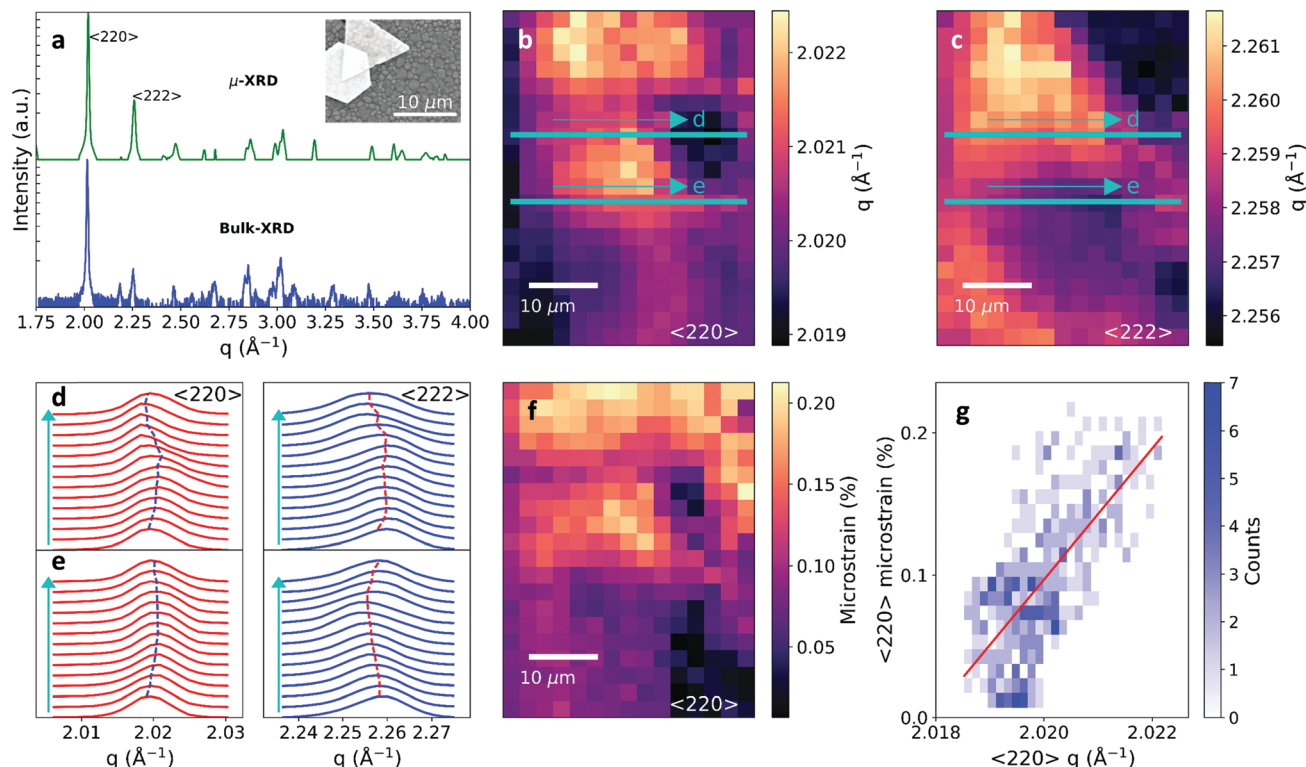 a
<220>
<222>
μ-XRD
10 μm
Bulk-XRD
Intensity (a.u.)
1.75 2.00 2.25 2.50 2.75 3.00 3.25 3.50 3.75 4.00
q (Å⁻¹)
b
d
e
10 μm
<220>
2.022
2.021
2.020
2.019
q (Å⁻¹)
c
d
e
10 μm
<222>
2.261
2.260
2.259
2.258
2.257
2.256
q (Å⁻¹)
d
<220>
<222>
e
2.01 2.02 2.03
q (Å⁻¹)
2.24 2.25 2.26 2.27
q (Å⁻¹)
f
10 μm
<220>
0.20
0.15
0.10
0.05
Microstrain (%)
g
0.2
0.1
0.0
<220> microstrain (%)
2.018 2.020 2.022
<220> q (Å⁻¹)
7
6
5
4
3
2
1
0
Counts